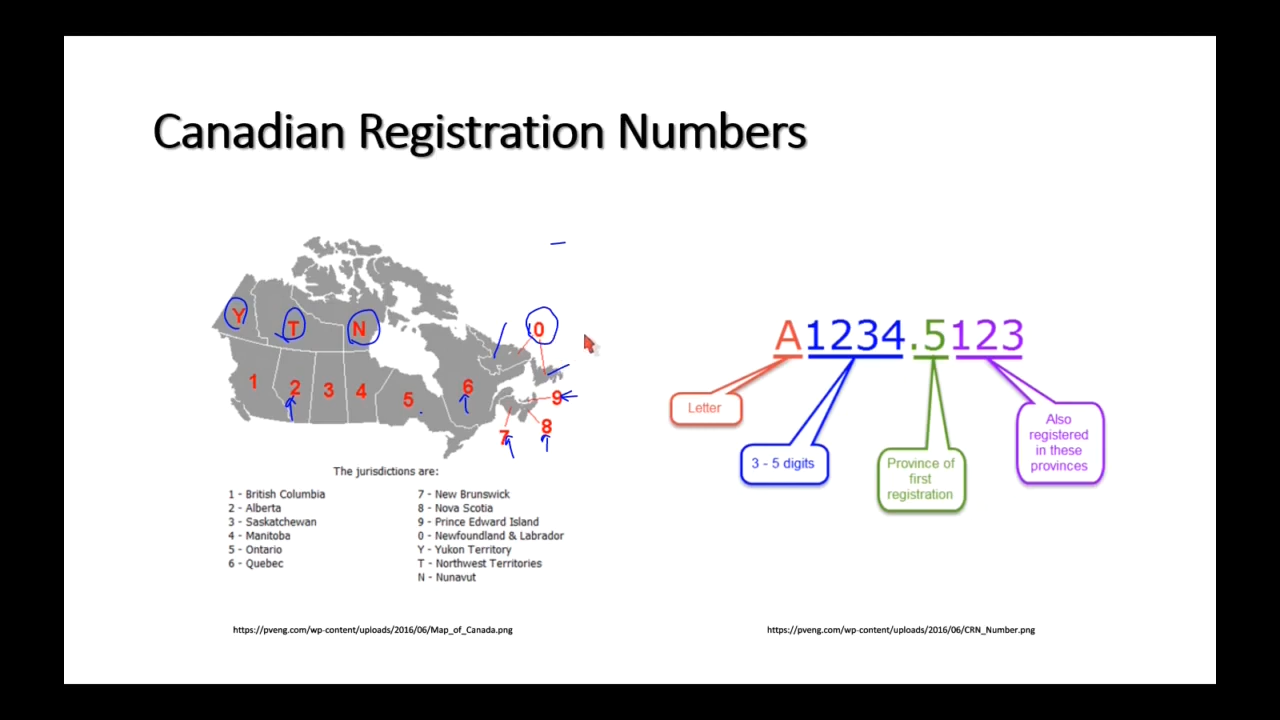 Canadian Registration Numbers
Y
T
N
0
1
2
3
4
5
6
9
8
7
The jurisdictions are:
1 - British Columbia
2 - Alberta
3 - Saskatchewan
4 - Manitoba
5 - Ontario
6 - Quebec
7 - New Brunswick
8 - Nova Scotia
9 - Prince Edward Island
0 - Newfoundland & Labrador
Y - Yukon Territory
T - Northwest Territories
N - Nunavut
https://pveng.com/wp-content/uploads/2016/06/Map_of_Canada.png
A1234.5123
Letter
3 - 5 digits
Province of
first
registration
Also
registered
in these
provinces
https://pveng.com/wp-content/uploads/2016/06/CRN_Number.png